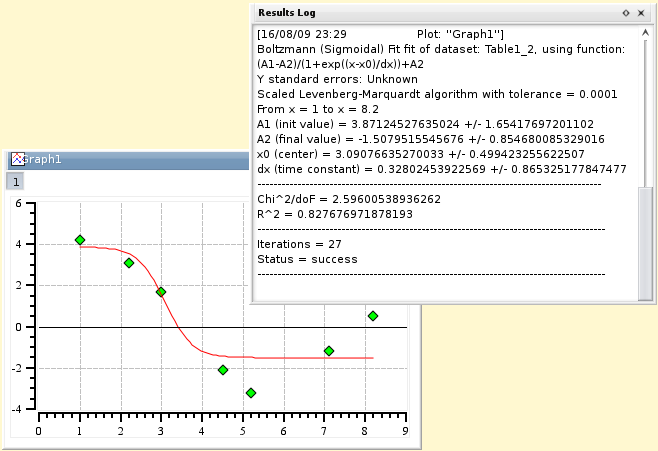 Results Log
[16/08/09 23:29 Plot: "Graph1"]
Boltzmann (Sigmoidal) Fit fit of dataset: Table1_2, using function:
(A1-A2)/(1+exp((x-x0)/dx))+A2
Y standard errors: Unknown
Scaled Levenberg-Marquardt algorithm with tolerance = 0.0001
From x = 1 to x = 8.2
A1 (init value) = 3.87124527635024 +/- 1.65417697201102
A2 (final value) = -1.5079515545676 +/- 0.854680085329016
x0 (center) = 3.09076635270033 +/- 0.499423255622507
dx (time constant) = 0.32802453922569 +/- 0.865325177847477
--------------------------------------------------------------------------------------
Chi^2/doF = 2.59600538936262
R^2 = 0.827676971878193
---------------------------------------------------------------------------------------
Iterations = 27
Status = success
---------------------------------------------------------------------------------------
Graph1
1
6
4
2
0
-2
-4
0 1 2 3 4 5 6 7 8 9